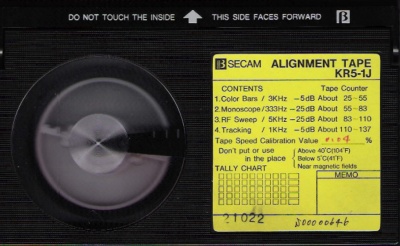 DO NOT TOUCH THE INSIDE THIS SIDE FACES FORWARD β
β SECAM ALIGNMENT TAPE
KR5-1J
CONTENTS Tape Counter
1.Color Bars / 3KHz -5dB About 25-55
2.Monoscope/333Hz -25dB About 55-83
3.RF Sweep / 5KHz -25dB About 83-110
4.Tracking / 1KHz -5dB About 110-137
Tape Speed Calibration Value 0.04 %
Don't put or use in the place
Above 40°C(104°F)
Below 5°C(41°F)
Near magnetic fields
TALLY CHART MEMO
21022